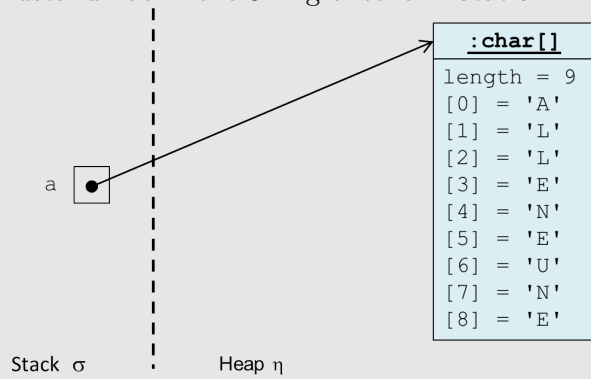 :char[]
length = 9
[0] = 'A'
[1] = 'L'
[2] = 'L'
[3] = 'E'
[4] = 'N'
[5] = 'E'
[6] = 'U'
[7] = 'N'
[8] = 'E'
a
Stack σ
Heap η